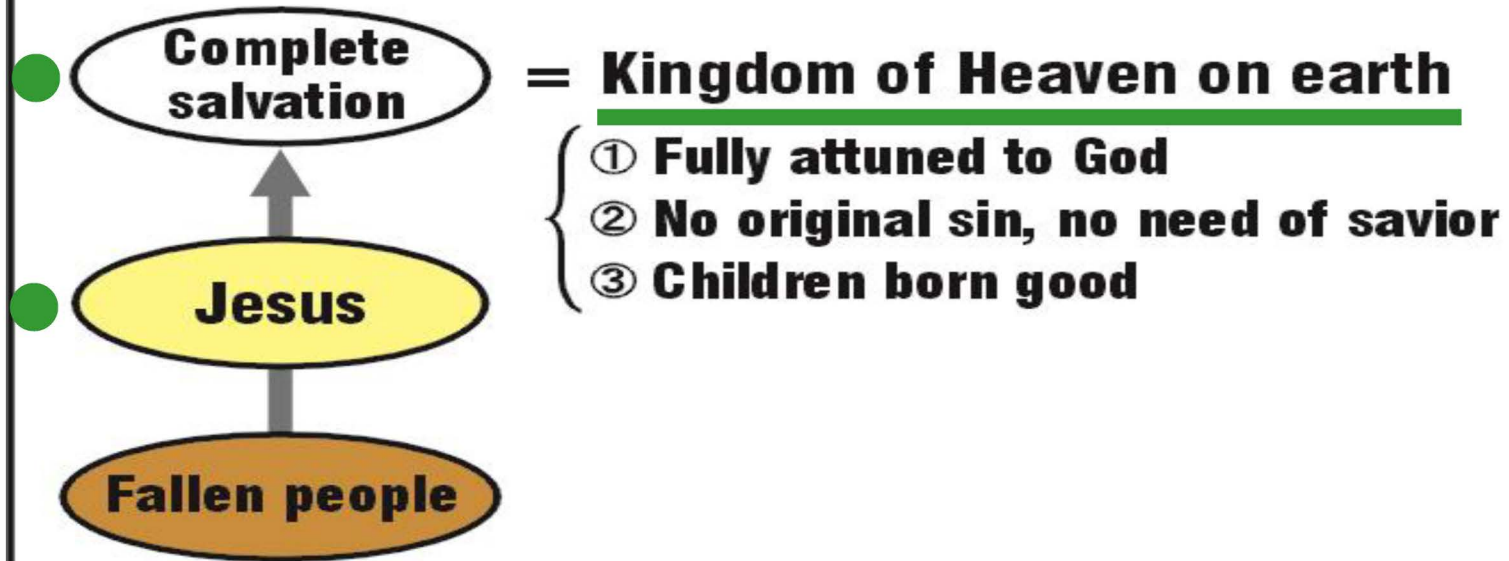 Complete
salvation
= Kingdom of Heaven on earth
① Fully attuned to God
② No original sin, no need of savior
③ Children born good
Jesus
Fallen people